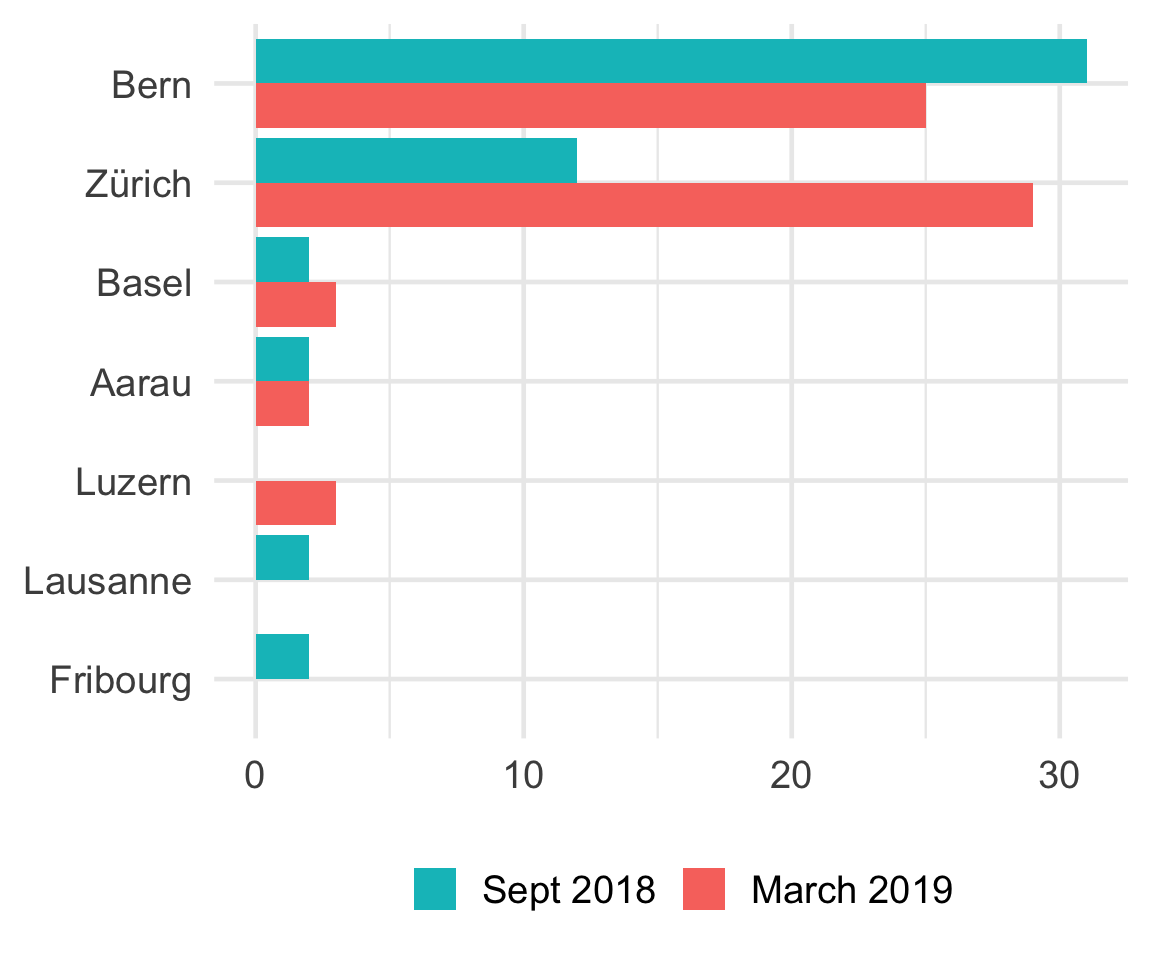 Bern
Zürich
Basel
Aarau
Luzern
Lausanne
Fribourg
0 10 20 30
Sept 2018 March 2019